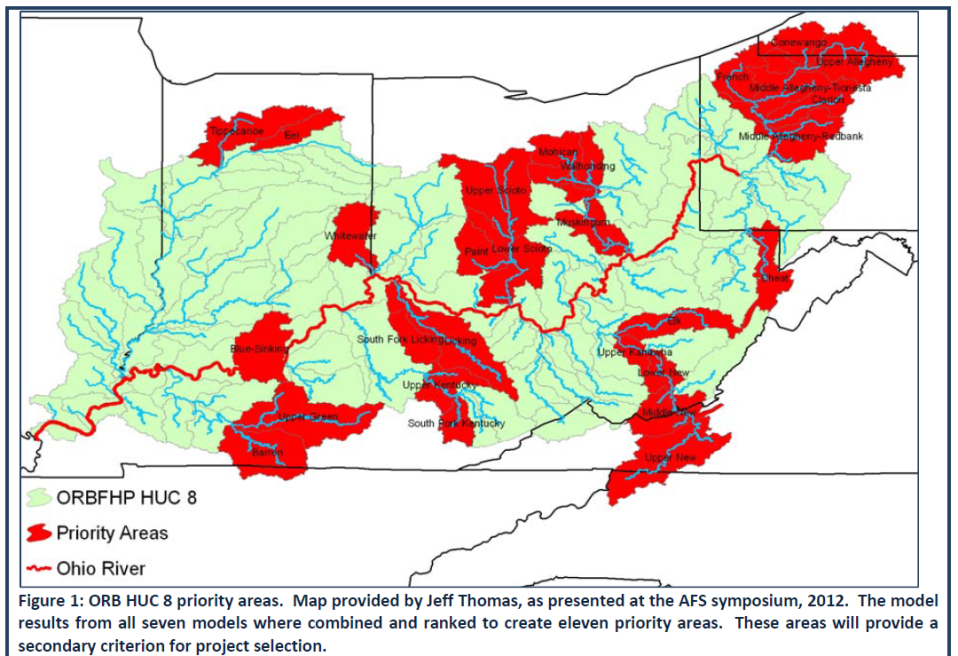 Conewango
Upper Allegheny
French
Middle Allegheny-Tionesta
Clarion
Middle Allegheny-Redbank
Tippecanoe
Eel
Mohican
Walhonding
Upper Scioto
Muskingum
Whitewater
Paint
Lower Scioto
Cheat
Elk
South Fork Licking
Licking
Blue-Sinking
Upper Kanawha
Lower New
Upper Kentucky
Middle New
Upper Green
South Fork Kentucky
Barren
Upper New
ORBFHP HUC 8
Priority Areas
Ohio River
Figure 1: ORB HUC 8 priority areas. Map provided by Jeff Thomas, as presented at the AFS symposium, 2012. The model
results from all seven models where combined and ranked to create eleven priority areas. These areas will provide a
secondary criterion for project selection.